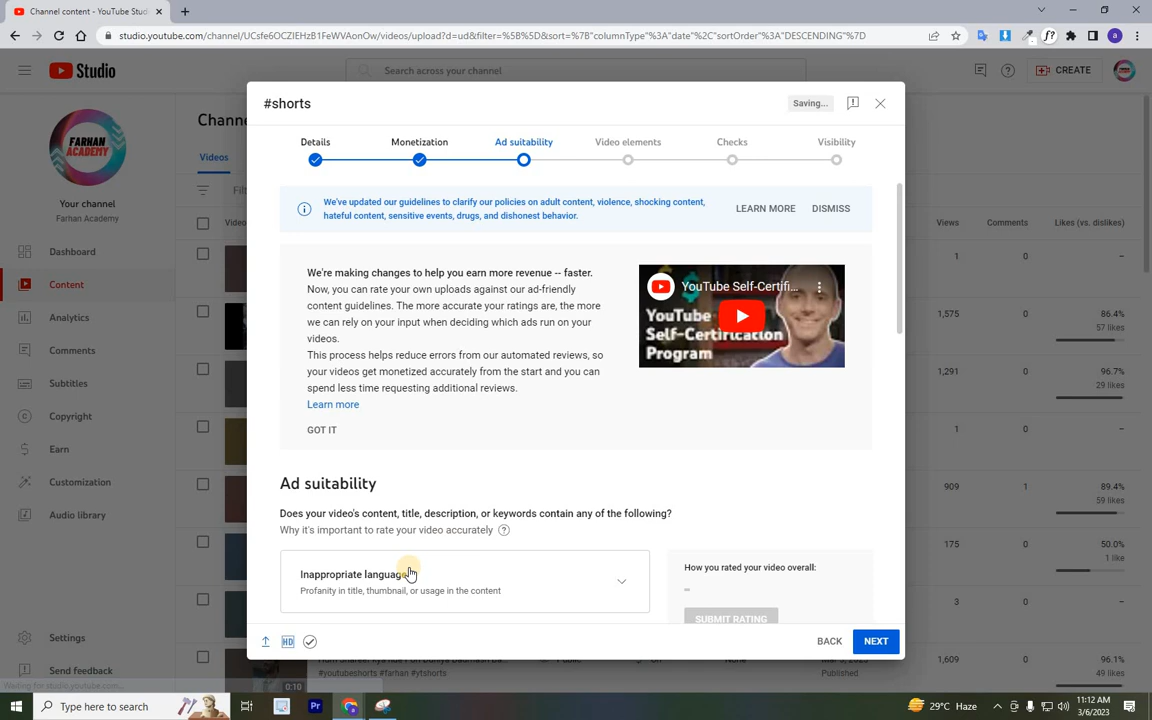 Channel content - YouTube Stud
studio.youtube.com/channel/UCsfe6OCZIEHzB1FeWVAonOw/videos/upload?d=ud&filter=%5B%5D&sort=%7B"columnType"%3A"date"%2C"sortOrder"%3A"DESCENDING"%7D
Studio
Search across your channel
CREATE
FARHAN
ACADEMY
Your channel
Farhan Academy
Dashboard
Content
Analytics
Comments
Subtitles
Copyright
Earn
Customization
Audio library
Settings
Send feedback
Waiting for studio.youtube.com...
Chann
Videos
Filt
Video
#shorts
Saving...
Details
Monetization
Ad suitability
Video elements
Checks
Visibility
We've updated our guidelines to clarify our policies on adult content, violence, shocking content,
hateful content, sensitive events, drugs, and dishonest behavior.
LEARN MORE
DISMISS
We're making changes to help you earn more revenue -- faster.
Now, you can rate your own uploads against our ad-friendly
content guidelines. The more accurate your ratings are, the more
we can rely on your input when deciding which ads run on your
videos.
This process helps reduce errors from our automated reviews, so
your videos get monetized accurately from the start and you can
spend less time requesting additional reviews.
Learn more
GOT IT
YouTube Self-Certifi...
YouTube
Self-Certification
Program
Ad suitability
Does your video's content, title, description, or keywords contain any of the following?
Why it's important to rate your video accurately
Inappropriate language
Profanity in title, thumbnail, or usage in the content
How you rated your video overall:
--
SUBMIT RATING
HD
BACK
NEXT
Views
Comments
Likes (vs. dislikes)
1
0
–
1,575
0
86.4%
57 likes
1,291
0
96.7%
29 likes
1
0
–
909
1
89.4%
59 likes
175
0
50.0%
1 like
3
0
–
Public
On
None
Mar 5, 2023
1,609
0
96.1%
#youtubeshorts #farhan #ytshorts
Published
49 likes
0:10
Type here to search
Pr
29°C Haze
11:12 AM
3/6/2023